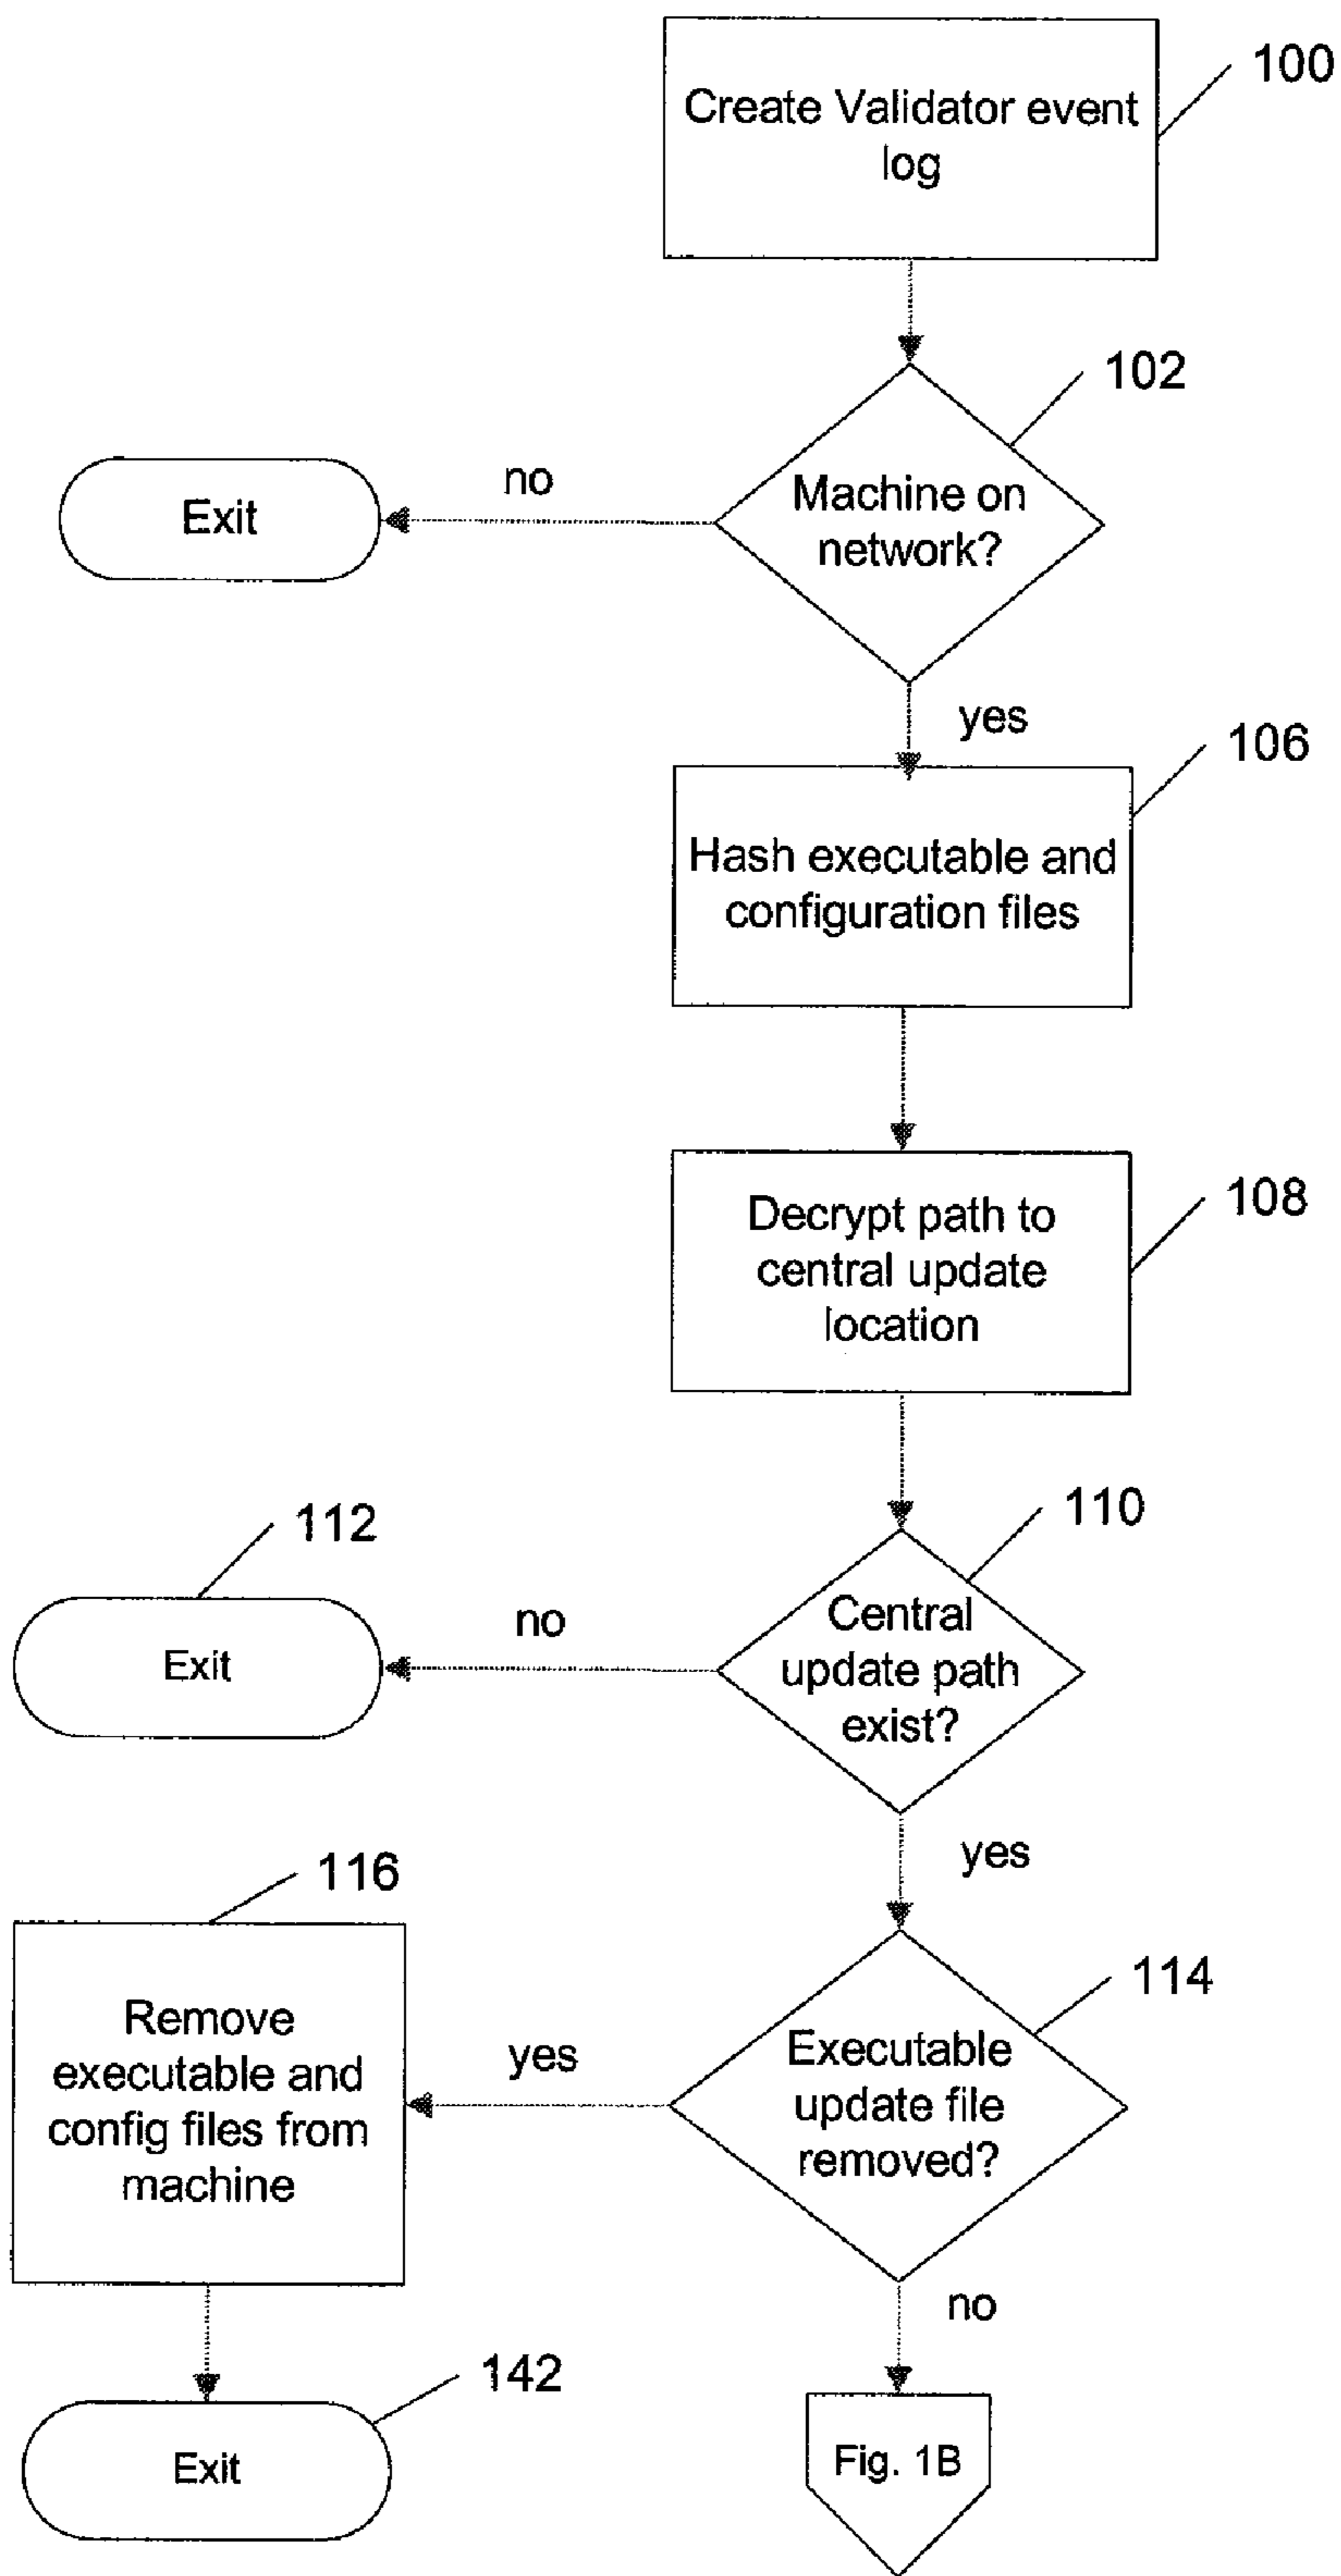 100
Create Validator event
log
102
no
Exit
Machine on
network?
yes
106
Hash executable and
configuration files
108
Decrypt path to
central update
location
110
112
no
Exit
Central
update path
exist?
yes
116
114
Remove
executable and
config files from
machine
yes
Executable
update file
removed?
no
142
Exit
Fig. 1B